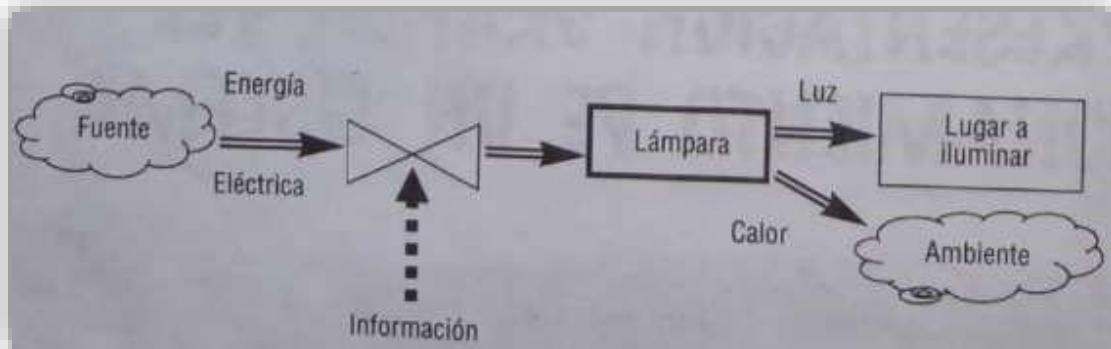 Energía
Fuente
Eléctrica
Información
Lámpara
Luz
Calor
Lugar a
iluminar
Ambiente